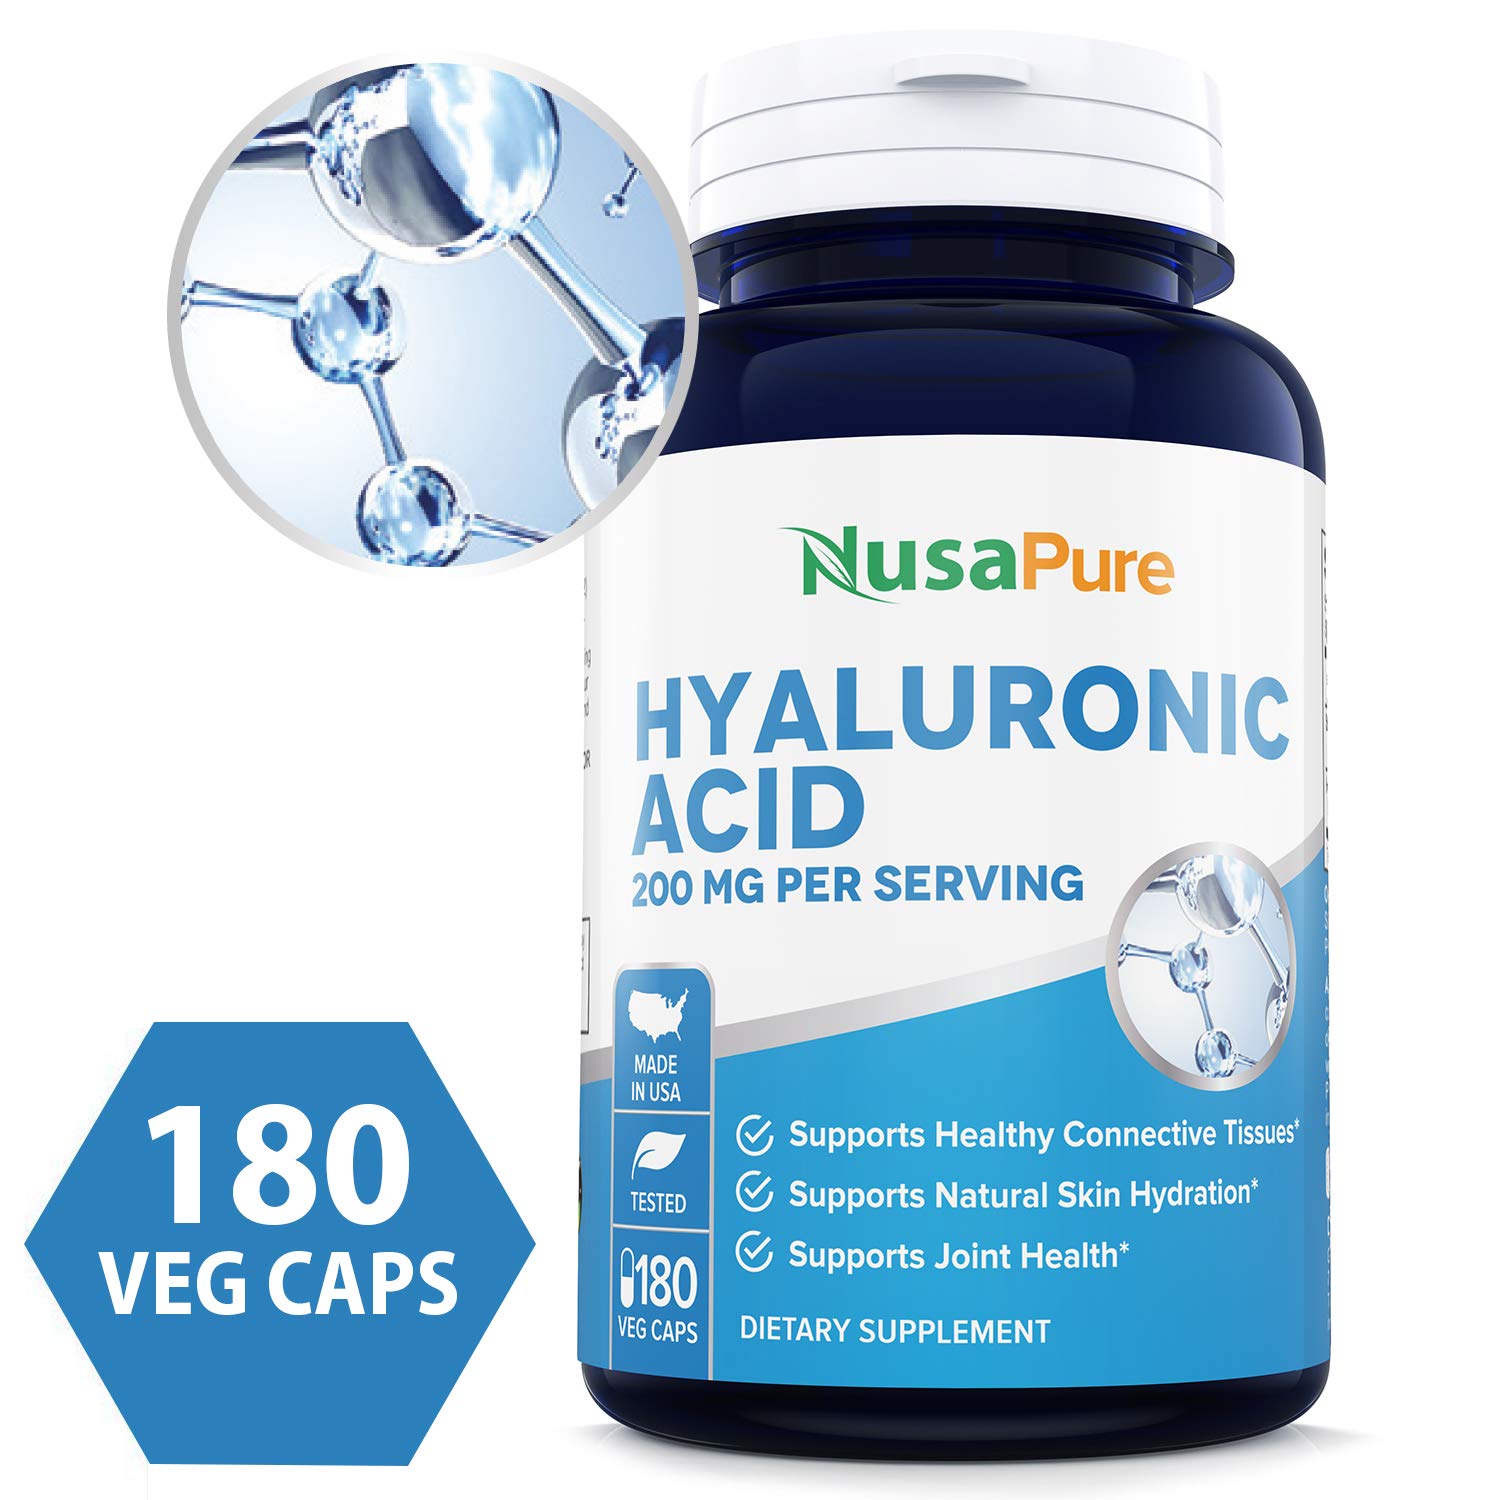 NusaPure
HYALURONIC
ACID
200 MG PER SERVING
MADE
IN USA
TESTED
180
VEG CAPS
Supports Healthy Connective Tissues*
Supports Natural Skin Hydration*
Supports Joint Health*
DIETARY SUPPLEMENT
180
VEG CAPS